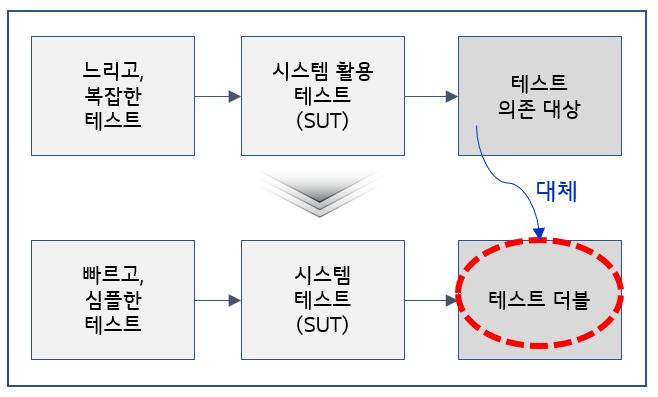 느리고,
복잡한
테스트
시스템 활용
테스트
(SUT)
테스트
의존 대상
대체
빠르고,
심플한
테스트
시스템
테스트
(SUT)
테스트 더블